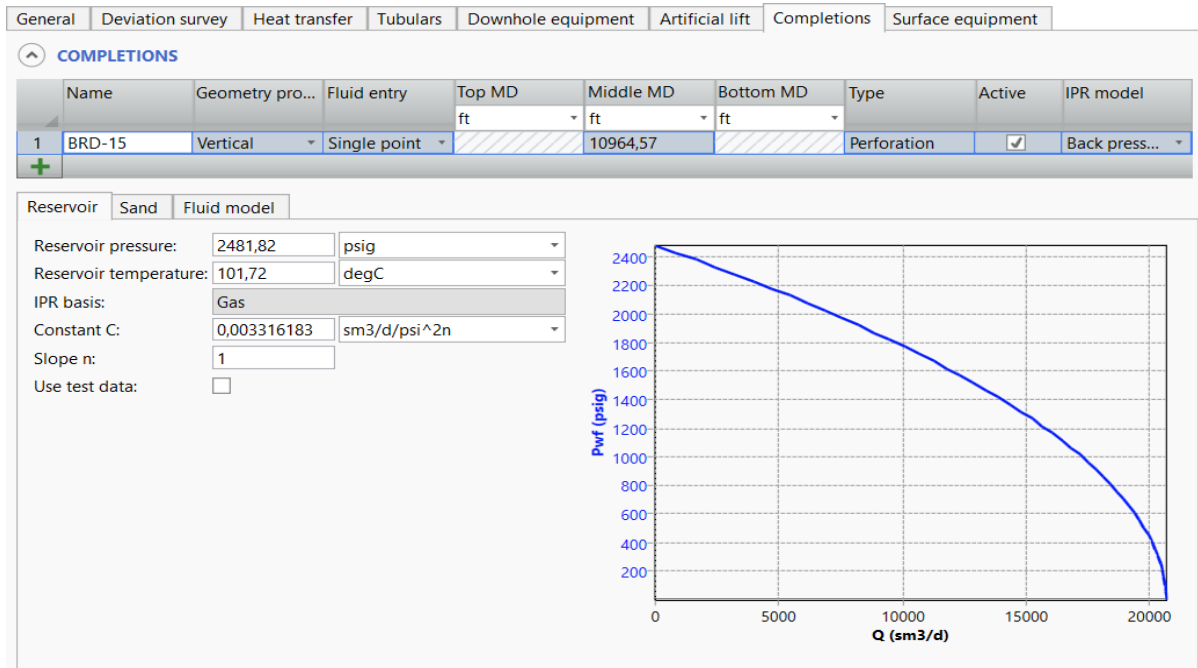 General Deviation survey Heat transfer Tubulars Downhole equipment Artificial lift Completions Surface equipment
COMPLETIONS
Name Geometry pro... Fluid entry Top MD Middle MD Bottom MD Type Active IPR model
ft ft ft
1 BRD-15 Vertical Single point 10964,57 Perforation Back press...
Reservoir Sand Fluid model
Reservoir pressure: 2481,82 psig
Reservoir temperature: 101,72 degC
IPR basis: Gas
Constant C: 0,003316183 sm3/d/psi^2n
Slope n: 1
Use test data:
Pwf (psig)
2400
2200
2000
1800
1600
1400
1200
1000
800
600
400
200
0 5000 10000 15000 20000
Q (sm3/d)